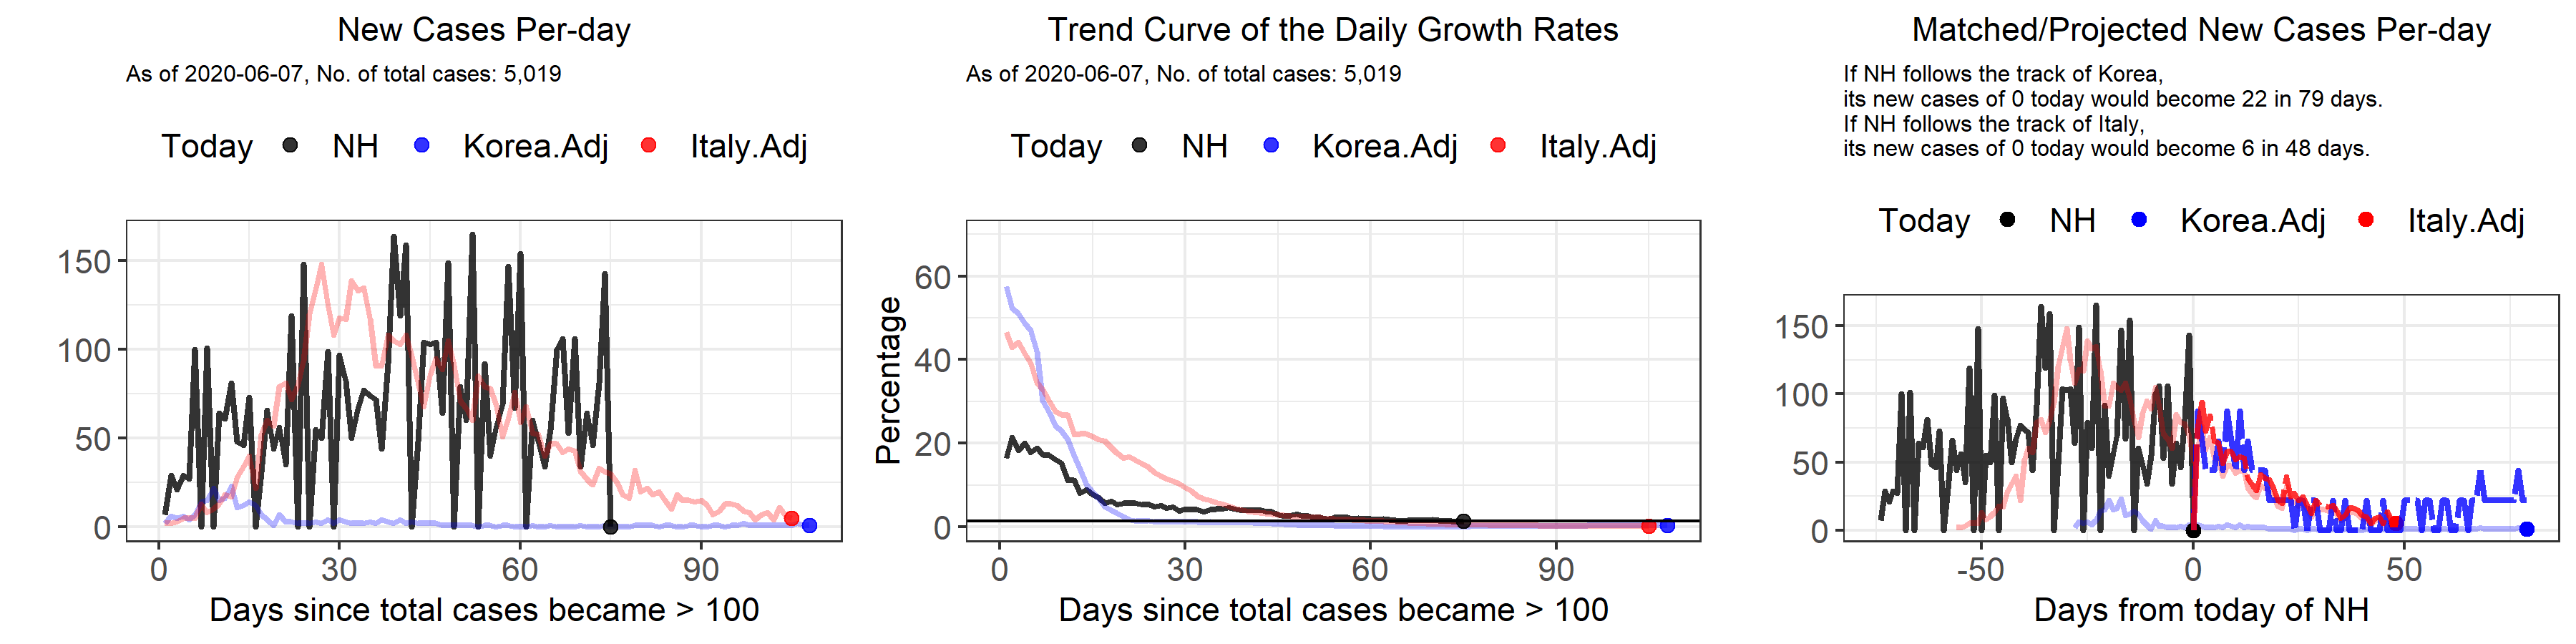 New Cases Per-day
As of 2020-06-07, No. of total cases: 5,019
Today NH Korea.Adj Italy.Adj
150
100
50
0
0 30 60 90
Days since total cases became > 100
Trend Curve of the Daily Growth Rates
As of 2020-06-07, No. of total cases: 5,019
Today NH Korea.Adj Italy.Adj
Percentage
60
40
20
0
0 30 60 90
Days since total cases became > 100
Matched/Projected New Cases Per-day
If NH follows the track of Korea,
its new cases of 0 today would become 22 in 79 days.
If NH follows the track of Italy,
its new cases of 0 today would become 6 in 48 days.
Today NH Korea.Adj Italy.Adj
150
100
50
0
-50 0 50
Days from today of NH